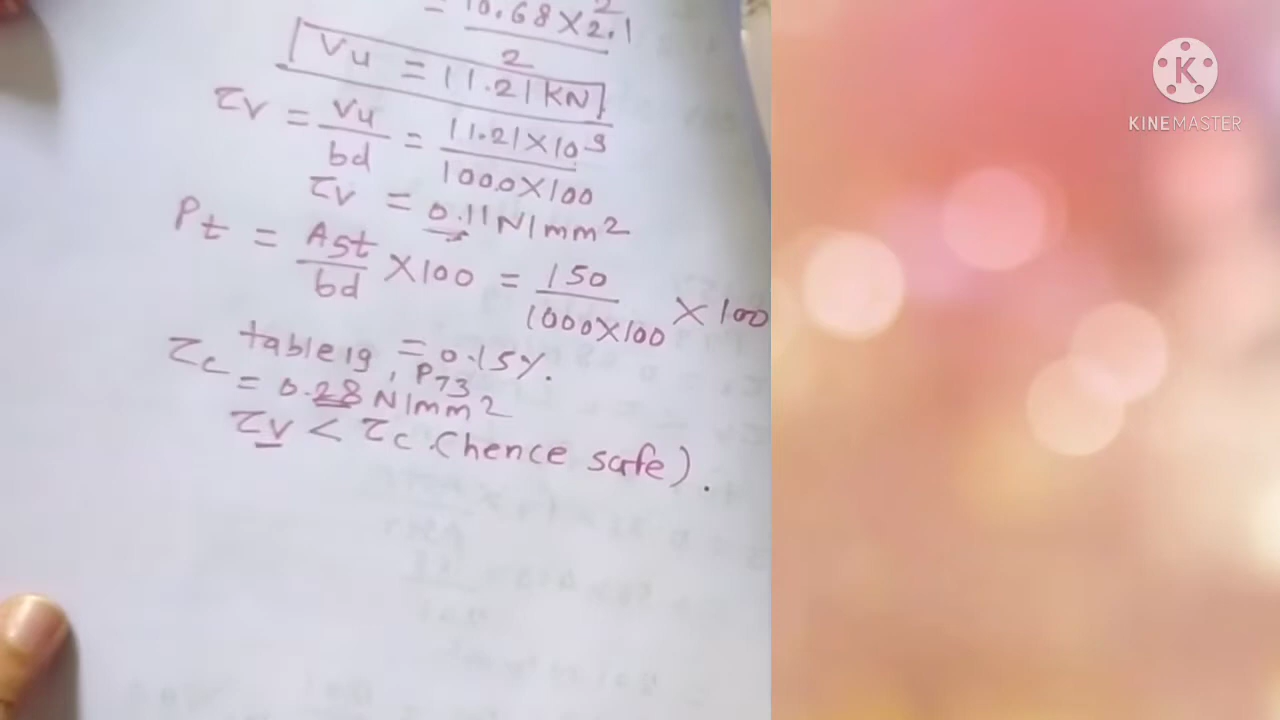 = 10.68 × 2.1
2
Vu = 11.21 KN
τv = Vu/bd = 11.21×10³/1000×100
τv = 0.11 N/mm²
Pt = Ast/bd ×100 = 150/1000×100 ×100
= 0.15%.
τc table 19, P73
= 0.28 N/mm²
τv < τc (hence safe).
K
KINEMASTER